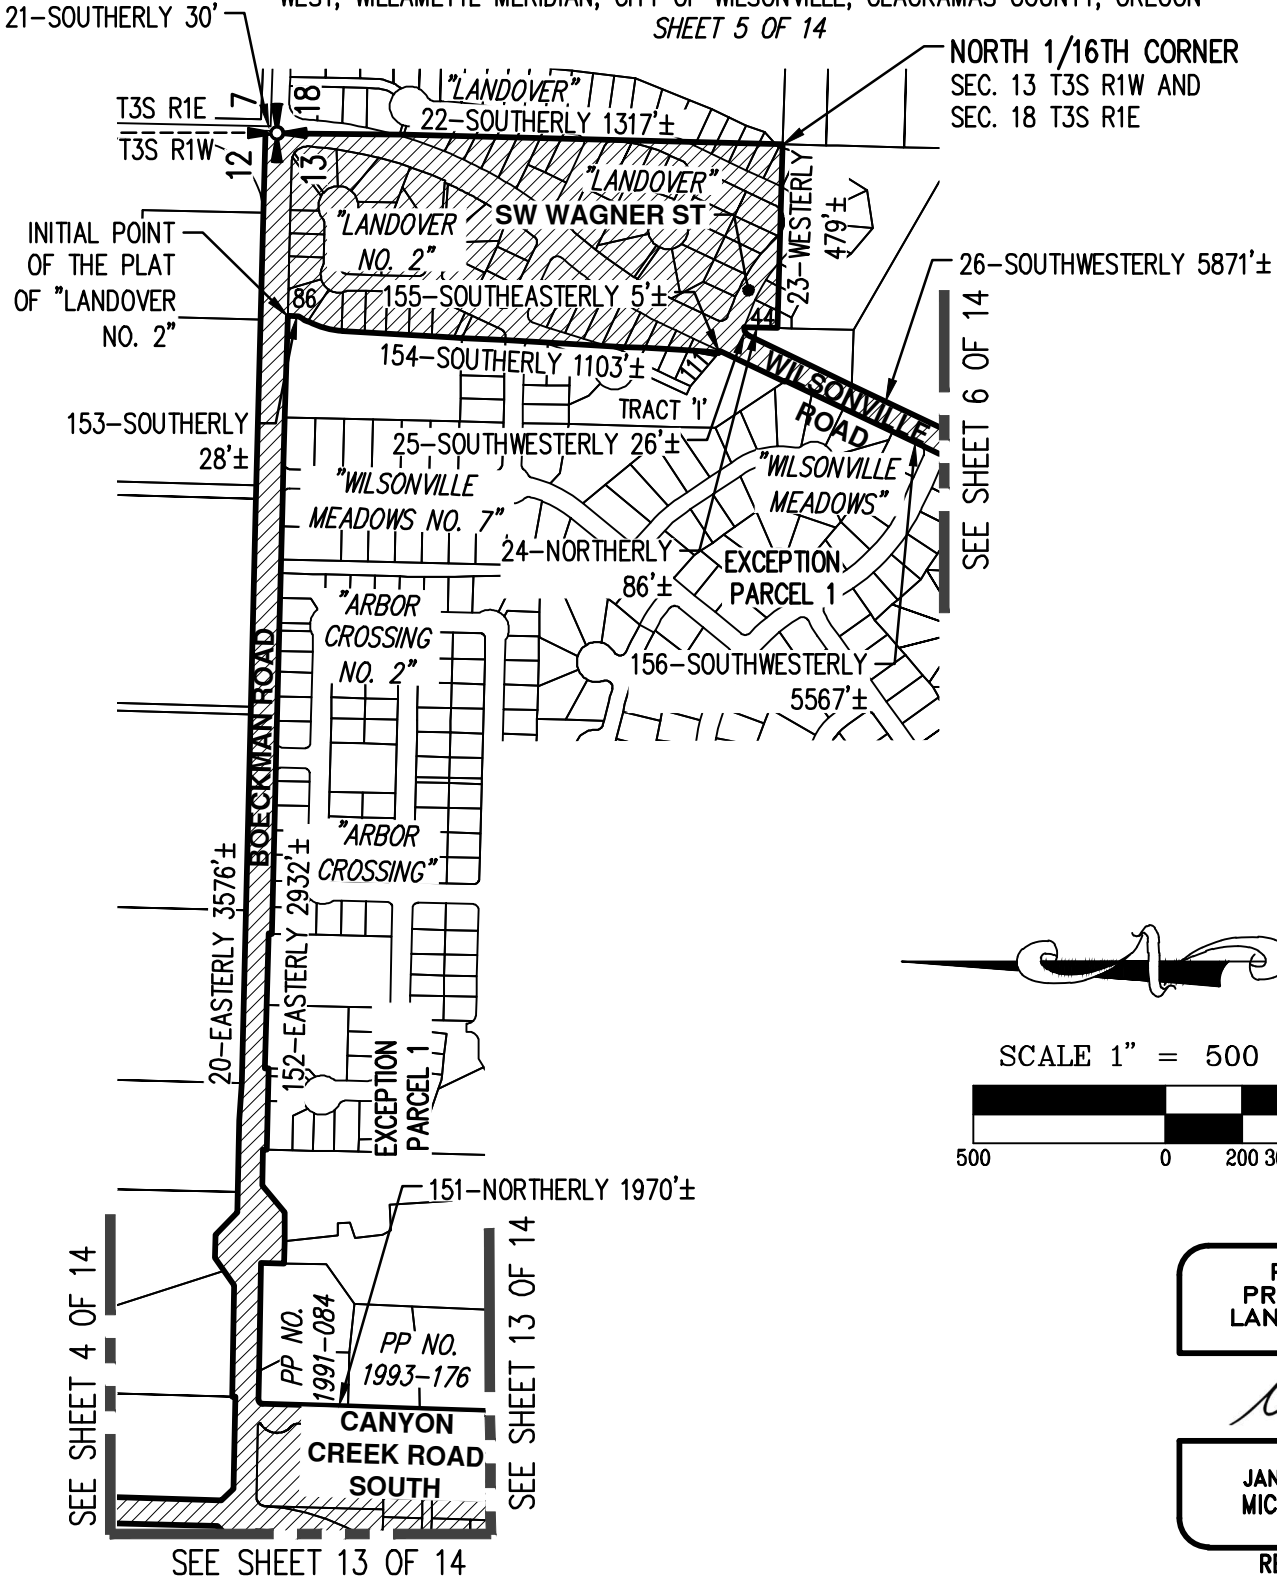 WEST, WILLAMETTE MERIDIAN, CITY OF WILSONVILLE, CLACKAMAS COUNTY, OREGON
SHEET 5 OF 14
21-SOUTHERLY 30'
NORTH 1/16TH CORNER
SEC. 13 T3S R1W AND
SEC. 18 T3S R1E
T3S R1E
T3S R1W
7
18
12
13
"LANDOVER"
22-SOUTHERLY 1317'±
"LANDOVER"
SW WAGNER ST
23-WESTERLY
479'±
"LANDOVER
NO. 2"
INITIAL POINT
OF THE PLAT
OF "LANDOVER
NO. 2"
26-SOUTHWESTERLY 5871'±
86
155-SOUTHEASTERLY 5'±
44
154-SOUTHERLY 1103'±
111
TRACT 'I'
WILSONVILLE
ROAD
SEE SHEET 6 OF 14
153-SOUTHERLY
28'±
25-SOUTHWESTERLY 26'±
"WILSONVILLE
MEADOWS NO. 7"
"WILSONVILLE
MEADOWS"
24-NORTHERLY
86'±
EXCEPTION
PARCEL 1
"ARBOR
CROSSING
NO. 2"
156-SOUTHWESTERLY
5567'±
BOECKMAN ROAD
"ARBOR
CROSSING"
20-EASTERLY 3576'±
152-EASTERLY 2932'±
EXCEPTION
PARCEL 1
SCALE 1" = 500
500
0
200
151-NORTHERLY 1970'±
SEE SHEET 4 OF 14
SEE SHEET 13 OF 14
PP NO.
1991-084
PP NO.
1993-176
CANYON
CREEK ROAD
SOUTH
SEE SHEET 13 OF 14
PR
LAN
JAN
MIC
RE